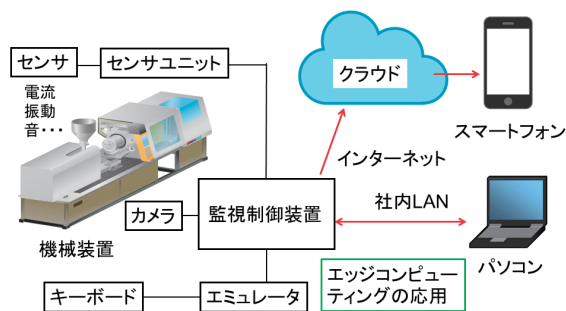 センサ
センサユニット
電流
振動
音･･･
クラウド
スマートフォン
インターネット
社内LAN
カメラ
監視制御装置
機械装置
パソコン
エッジコンピュー
ティングの応用
キーボード
エミュレータ